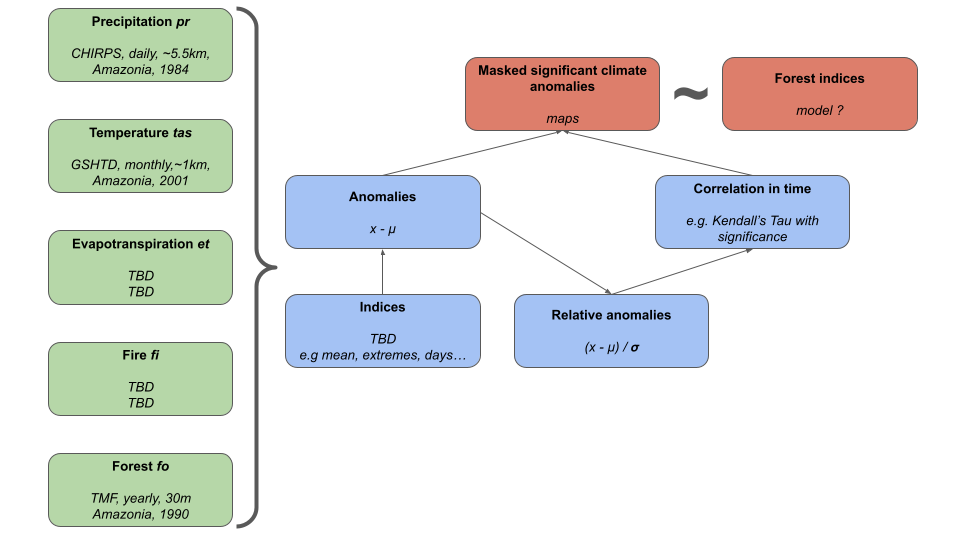 Precipitation pr
CHIRPS, daily, ~5.5km,
Amazonia, 1984
Temperature tas
GSHTD, monthly,~1km,
Amazonia, 2001
Evapotranspiration et
TBD
TBD
Fire fi
TBD
TBD
Forest fo
TMF, yearly, 30m
Amazonia, 1990
Masked significant climate
anomalies
maps
~
Forest indices
model ?
Anomalies
x - μ
Correlation in time
e.g. Kendall's Tau with
significance
Indices
TBD
e.g mean, extremes, days…
Relative anomalies
(x - μ) / σ